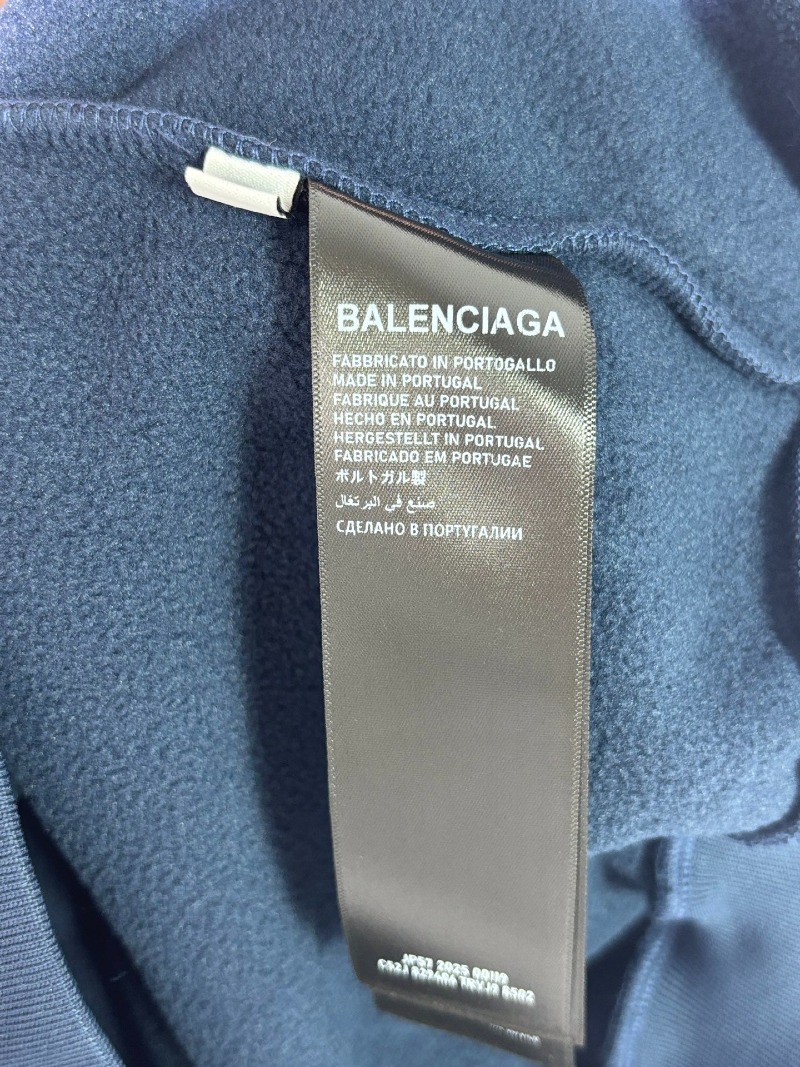 BALENCIAGA
FABBRICATO IN PORTOGALLO
MADE IN PORTUGAL
FABRIQUE AU PORTUGAL
HECHO EN PORTUGAL
HERGESTELLT IN PORTUGAL
FABRICADO EM PORTUGAE
ポルトガル製
صنع في البرتغال
СДЕЛАНО В ПОРТУГАЛИИ
2025